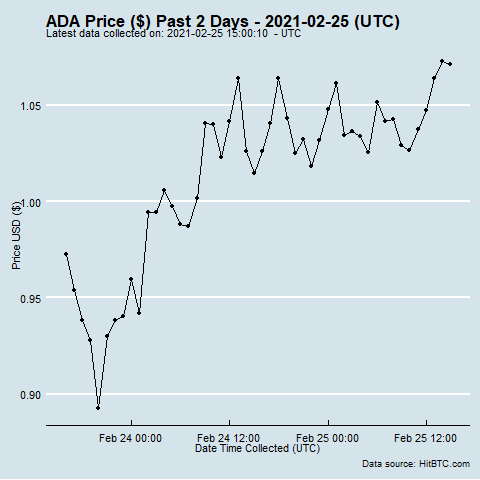 ADA Price ($) Past 2 Days - 2021-02-25 (UTC)
Latest data collected on: 2021-02-25 15:00:10 - UTC
1.05
1.00
0.95
0.90
Price USD ($)
Feb 24 00:00 Feb 24 12:00 Feb 25 00:00 Feb 25 12:00
Date Time Collected (UTC)
Data source: HitBTC.com